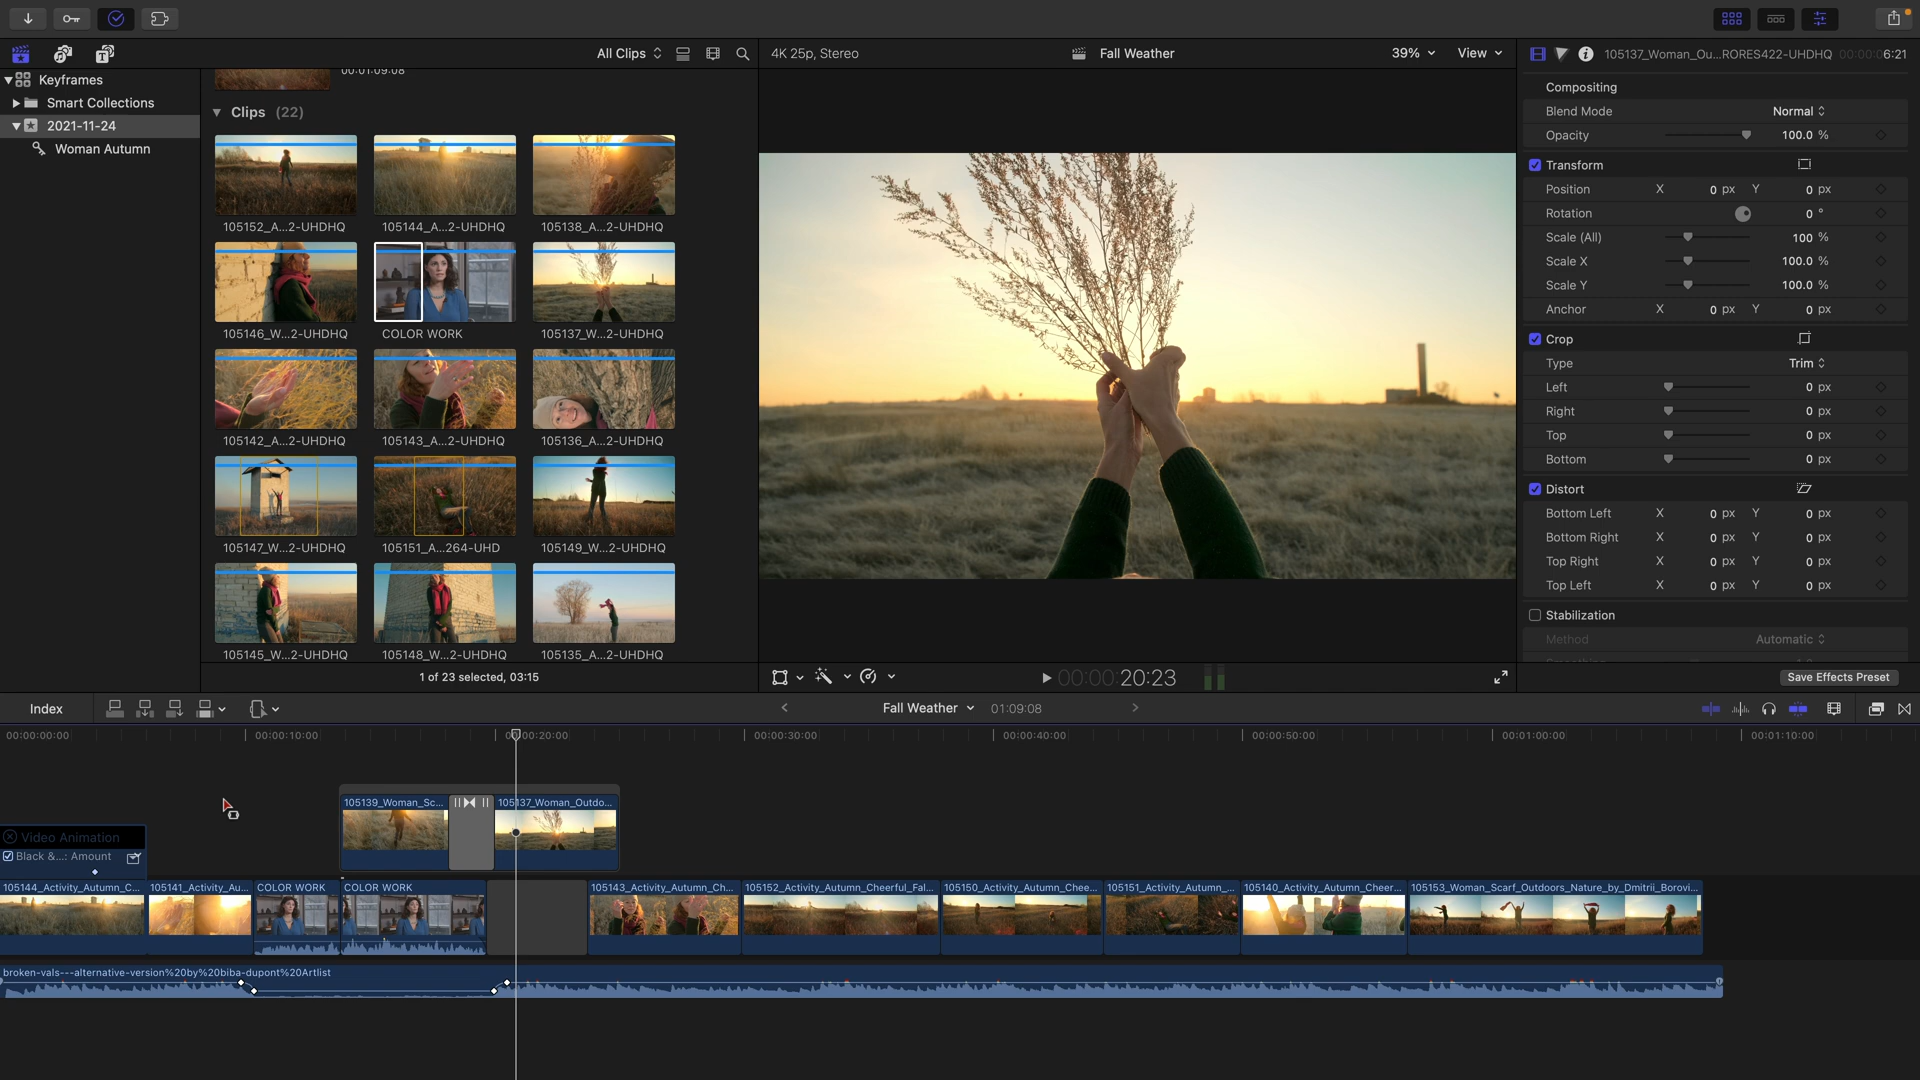 All Clips
4K 25p, Stereo
Fall Weather
39%
View
105137_Woman_Ou...RORES422-UHDHQ
00:00:06:21
Keyframes
Smart Collections
2021-11-24
Woman Autumn
00:01:09:08
Clips (22)
105152_A...2-UHDHQ
105144_A...2-UHDHQ
105138_A...2-UHDHQ
105146_W...2-UHDHQ
COLOR WORK
105137_W...2-UHDHQ
105142_A...2-UHDHQ
105143_A...2-UHDHQ
105136_A...2-UHDHQ
105147_W...2-UHDHQ
105151_A...264-UHD
105149_W...2-UHDHQ
105145_W...2-UHDHQ
105148_W...2-UHDHQ
105135_A...2-UHDHQ
1 of 23 selected, 03:15
00:00:20:23
Compositing
Blend Mode Normal
Opacity 100.0 %
Transform
Position X 0 px Y 0 px
Rotation 0 °
Scale (All) 100 %
Scale X 100.0 %
Scale Y 100.0 %
Anchor X 0 px Y 0 px
Crop
Type Trim
Left 0 px
Right 0 px
Top 0 px
Bottom 0 px
Distort
Bottom Left X 0 px Y 0 px
Bottom Right X 0 px Y 0 px
Top Right X 0 px Y 0 px
Top Left X 0 px Y 0 px
Stabilization
Method Automatic
Save Effects Preset
Index
Fall Weather
01:09:08
00:00:00:00
00:00:10:00
00:00:20:00
00:00:30:00
00:00:40:00
00:00:50:00
00:01:00:00
00:01:10:00
105139_Woman_Sc...
105137_Woman_Outdo...
Video Animation
Black &...: Amount
105144_Activity_Autumn_C...
105141_Activity_Au...
COLOR WORK
COLOR WORK
105143_Activity_Autumn_Ch...
105152_Activity_Autumn_Cheerful_Fal...
105150_Activity_Autumn_Chee...
105151_Activity_Autumn_...
105140_Activity_Autumn_Cheer...
105153_Woman_Scarf_Outdoors_Nature_by_Dmitrii_Borovi...
broken-vals---alternative-version%20by%20biba-dupont%20Artlist